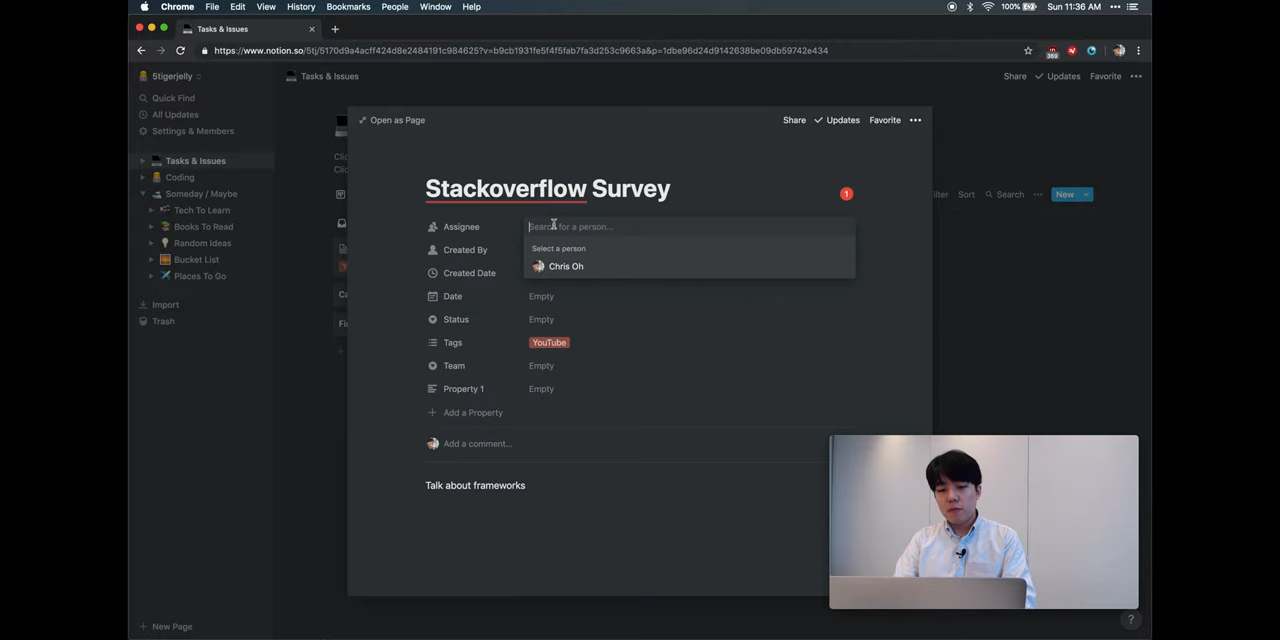 Chrome File Edit View History Bookmarks People Window Help 100% Sun 11:36 AM
Tasks & Issues
https://www.notion.so/5tj/5170d9a4acff424d8e2484191c984625?v=b9cb1931fe5f4f5fab7fa3d253c9663a&p=1dbe96d24d9142638be09db59742e434
369
5tigerjelly
Tasks & Issues
Share Updates Favorite
Quick Find
All Updates
Settings & Members
Tasks & Issues
Coding
Someday / Maybe
Tech To Learn
Books To Read
Random Ideas
Bucket List
Places To Go
Import
Trash
New Page
Sort Search New
Open as Page
Share Updates Favorite
Stackoverflow Survey
1
Assignee Search for a person...
Select a person
Chris Oh
Created By
Created Date
Date Empty
Status Empty
Tags YouTube
Team Empty
Property 1 Empty
Add a Property
Add a comment...
Talk about frameworks
?